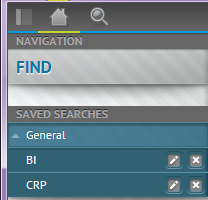 NAVIGATION
FIND
SAVED SEARCHES
General
BI
CRP